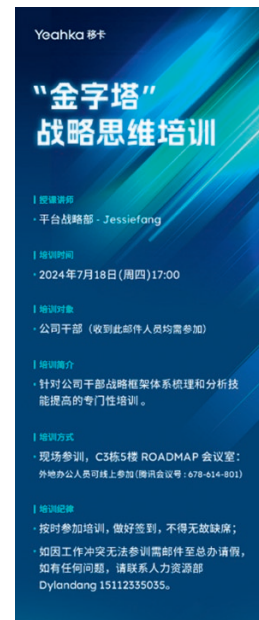 Yeahka 移卡
“金字塔”
战略思维培训
授课讲师
·平台战略部 - Jessiefang
培训时间
·2024年7月18日(周四)17:00
培训对象
·公司干部（收到此邮件人员均需参加）
培训简介
·针对公司干部战略框架体系梳理和分析技
能提高的专门性培训。
培训方式
·现场参训，C3栋5楼 ROADMAP 会议室：
外地办公人员可线上参加(腾讯会议号：678-614-801)
培训纪律
·按时参加培训，做好签到，不得无故缺席；
·如因工作冲突无法参训需邮件至总办请假，
如有任何问题，请联系人力资源部
Dylandang 15112335035。